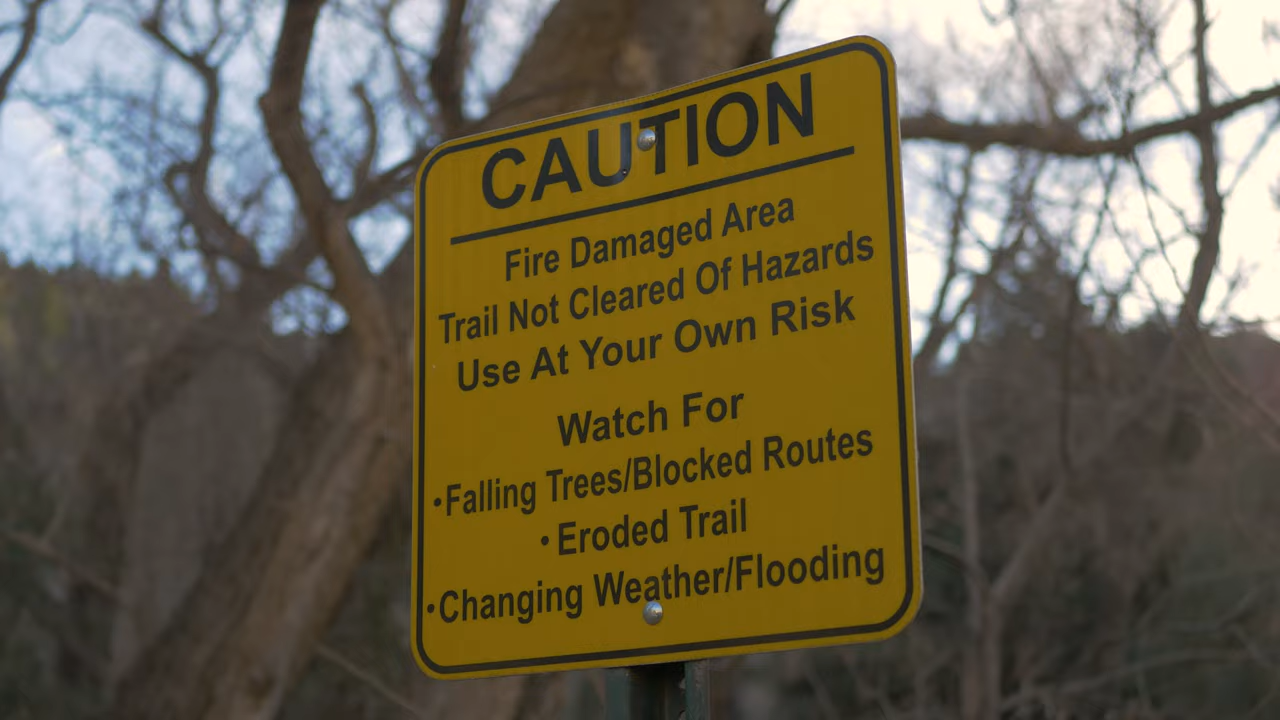 CAUTION
Fire Damaged Area
Trail Not Cleared Of Hazards
Use At Your Own Risk
Watch For
•Falling Trees/Blocked Routes
•Eroded Trail
•Changing Weather/Flooding